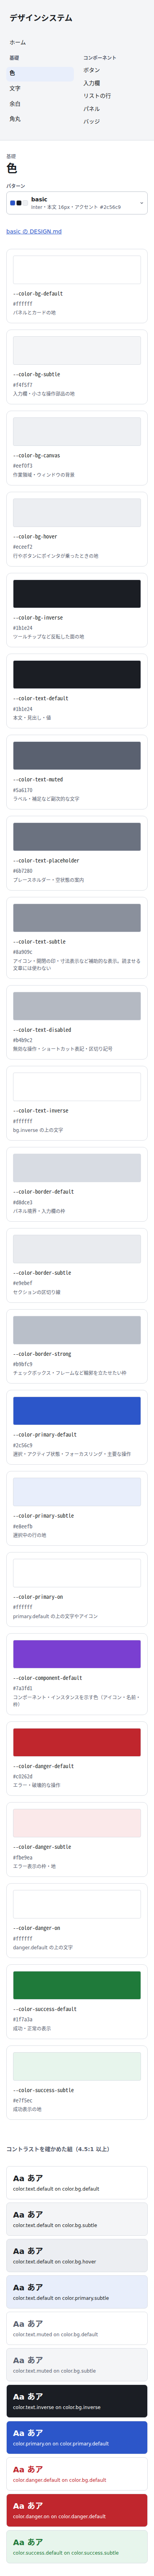 デザインシステム
ホーム
基礎
色
文字
余白
角丸
コンポーネント
ボタン
入力欄
リストの行
パネル
バッジ
基礎
色
パターン
basic
Inter・本文 16px・アクセント #2c56c9
basic の DESIGN.md
--color-bg-default
#ffffff
パネルとカードの地
--color-bg-subtle
#f4f5f7
入力欄・小さな操作部品の地
--color-bg-canvas
#eef0f3
作業領域・ウィンドウの背景
--color-bg-hover
#eceef2
行やボタンにポインタが乗ったときの地
--color-bg-inverse
#1b1e24
ツールチップなど反転した面の地
--color-text-default
#1b1e24
本文・見出し・値
--color-text-muted
#5a6170
ラベル・補足など副次的な文字
--color-text-placeholder
#6b7280
プレースホルダー・空状態の案内
--color-text-subtle
#8a909c
アイコン・開閉の印・寸法表示など補助的な表示。読ませる
文章には使わない
--color-text-disabled
#b4b9c2
無効な操作・ショートカット表記・区切り記号
--color-text-inverse
#ffffff
bg.inverse の上の文字
--color-border-default
#d8dce3
パネル境界・入力欄の枠
--color-border-subtle
#e9ebef
セクションの区切り線
--color-border-strong
#b9bfc9
チェックボックス・フレームなど輪郭を立たせたい枠
--color-primary-default
#2c56c9
選択・アクティブ状態・フォーカスリング・主要な操作
--color-primary-subtle
#e8eefb
選択中の行の地
--color-primary-on
#ffffff
primary.default の上の文字やアイコン
--color-component-default
#7a3fd1
コンポーネント・インスタンスを示す色（アイコン・名前・
枠）
--color-danger-default
#c0262d
エラー・破壊的な操作
--color-danger-subtle
#fbe9ea
エラー表示の枠・地
--color-danger-on
#ffffff
danger.default の上の文字
--color-success-default
#1f7a3a
成功・正常の表示
--color-success-subtle
#e7f5ec
成功表示の地
コントラストを確かめた組（4.5:1 以上）
Aa あア
color.text.default on color.bg.default
Aa あア
color.text.default on color.bg.subtle
Aa あア
color.text.default on color.bg.hover
Aa あア
color.text.default on color.primary.subtle
Aa あア
color.text.muted on color.bg.default
Aa あア
color.text.muted on color.bg.subtle
Aa あア
color.text.inverse on color.bg.inverse
Aa あア
color.primary.on on color.primary.default
Aa あア
color.danger.default on color.bg.default
Aa あア
color.danger.on on color.danger.default
Aa あア
color.success.default on color.success.subtle